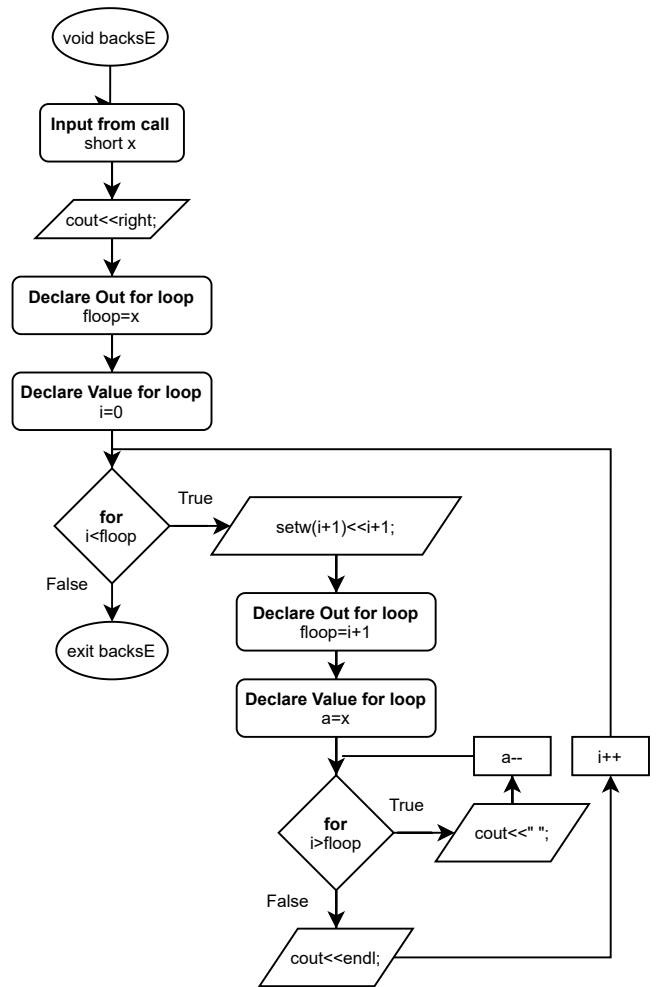 void backsE
Input from call
short x
cout<<right;
Declare Out for loop
floop=x
Declare Value for loop
i=0
for
i<floop
True
setw(i+1)<<i+1;
False
exit backsE
Declare Out for loop
floop=i+1
Declare Value for loop
a=x
a--
i++
for
i>floop
True
cout<<" ";
False
cout<<endl;